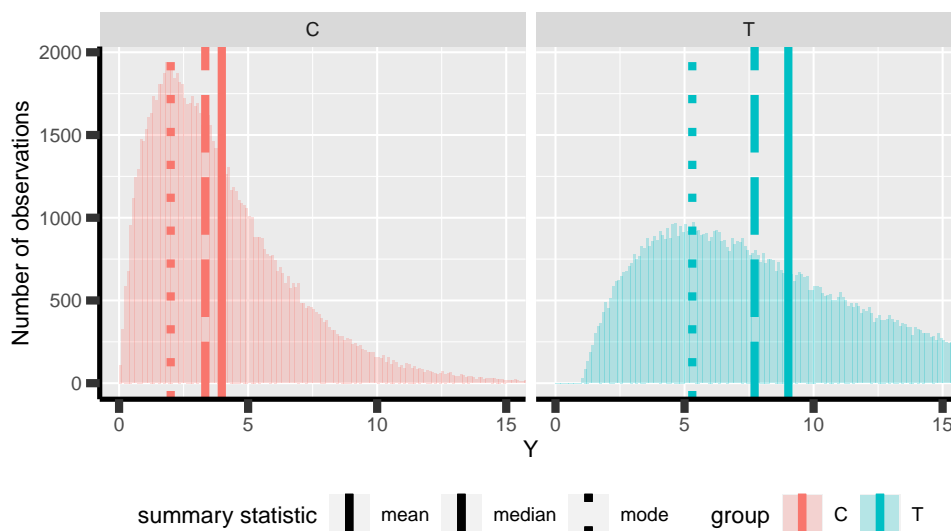 C T
2000
1500
1000
500
0
Number of observations
0 5 10 15 0 5 10 15
Y
summary statistic mean median mode group C T